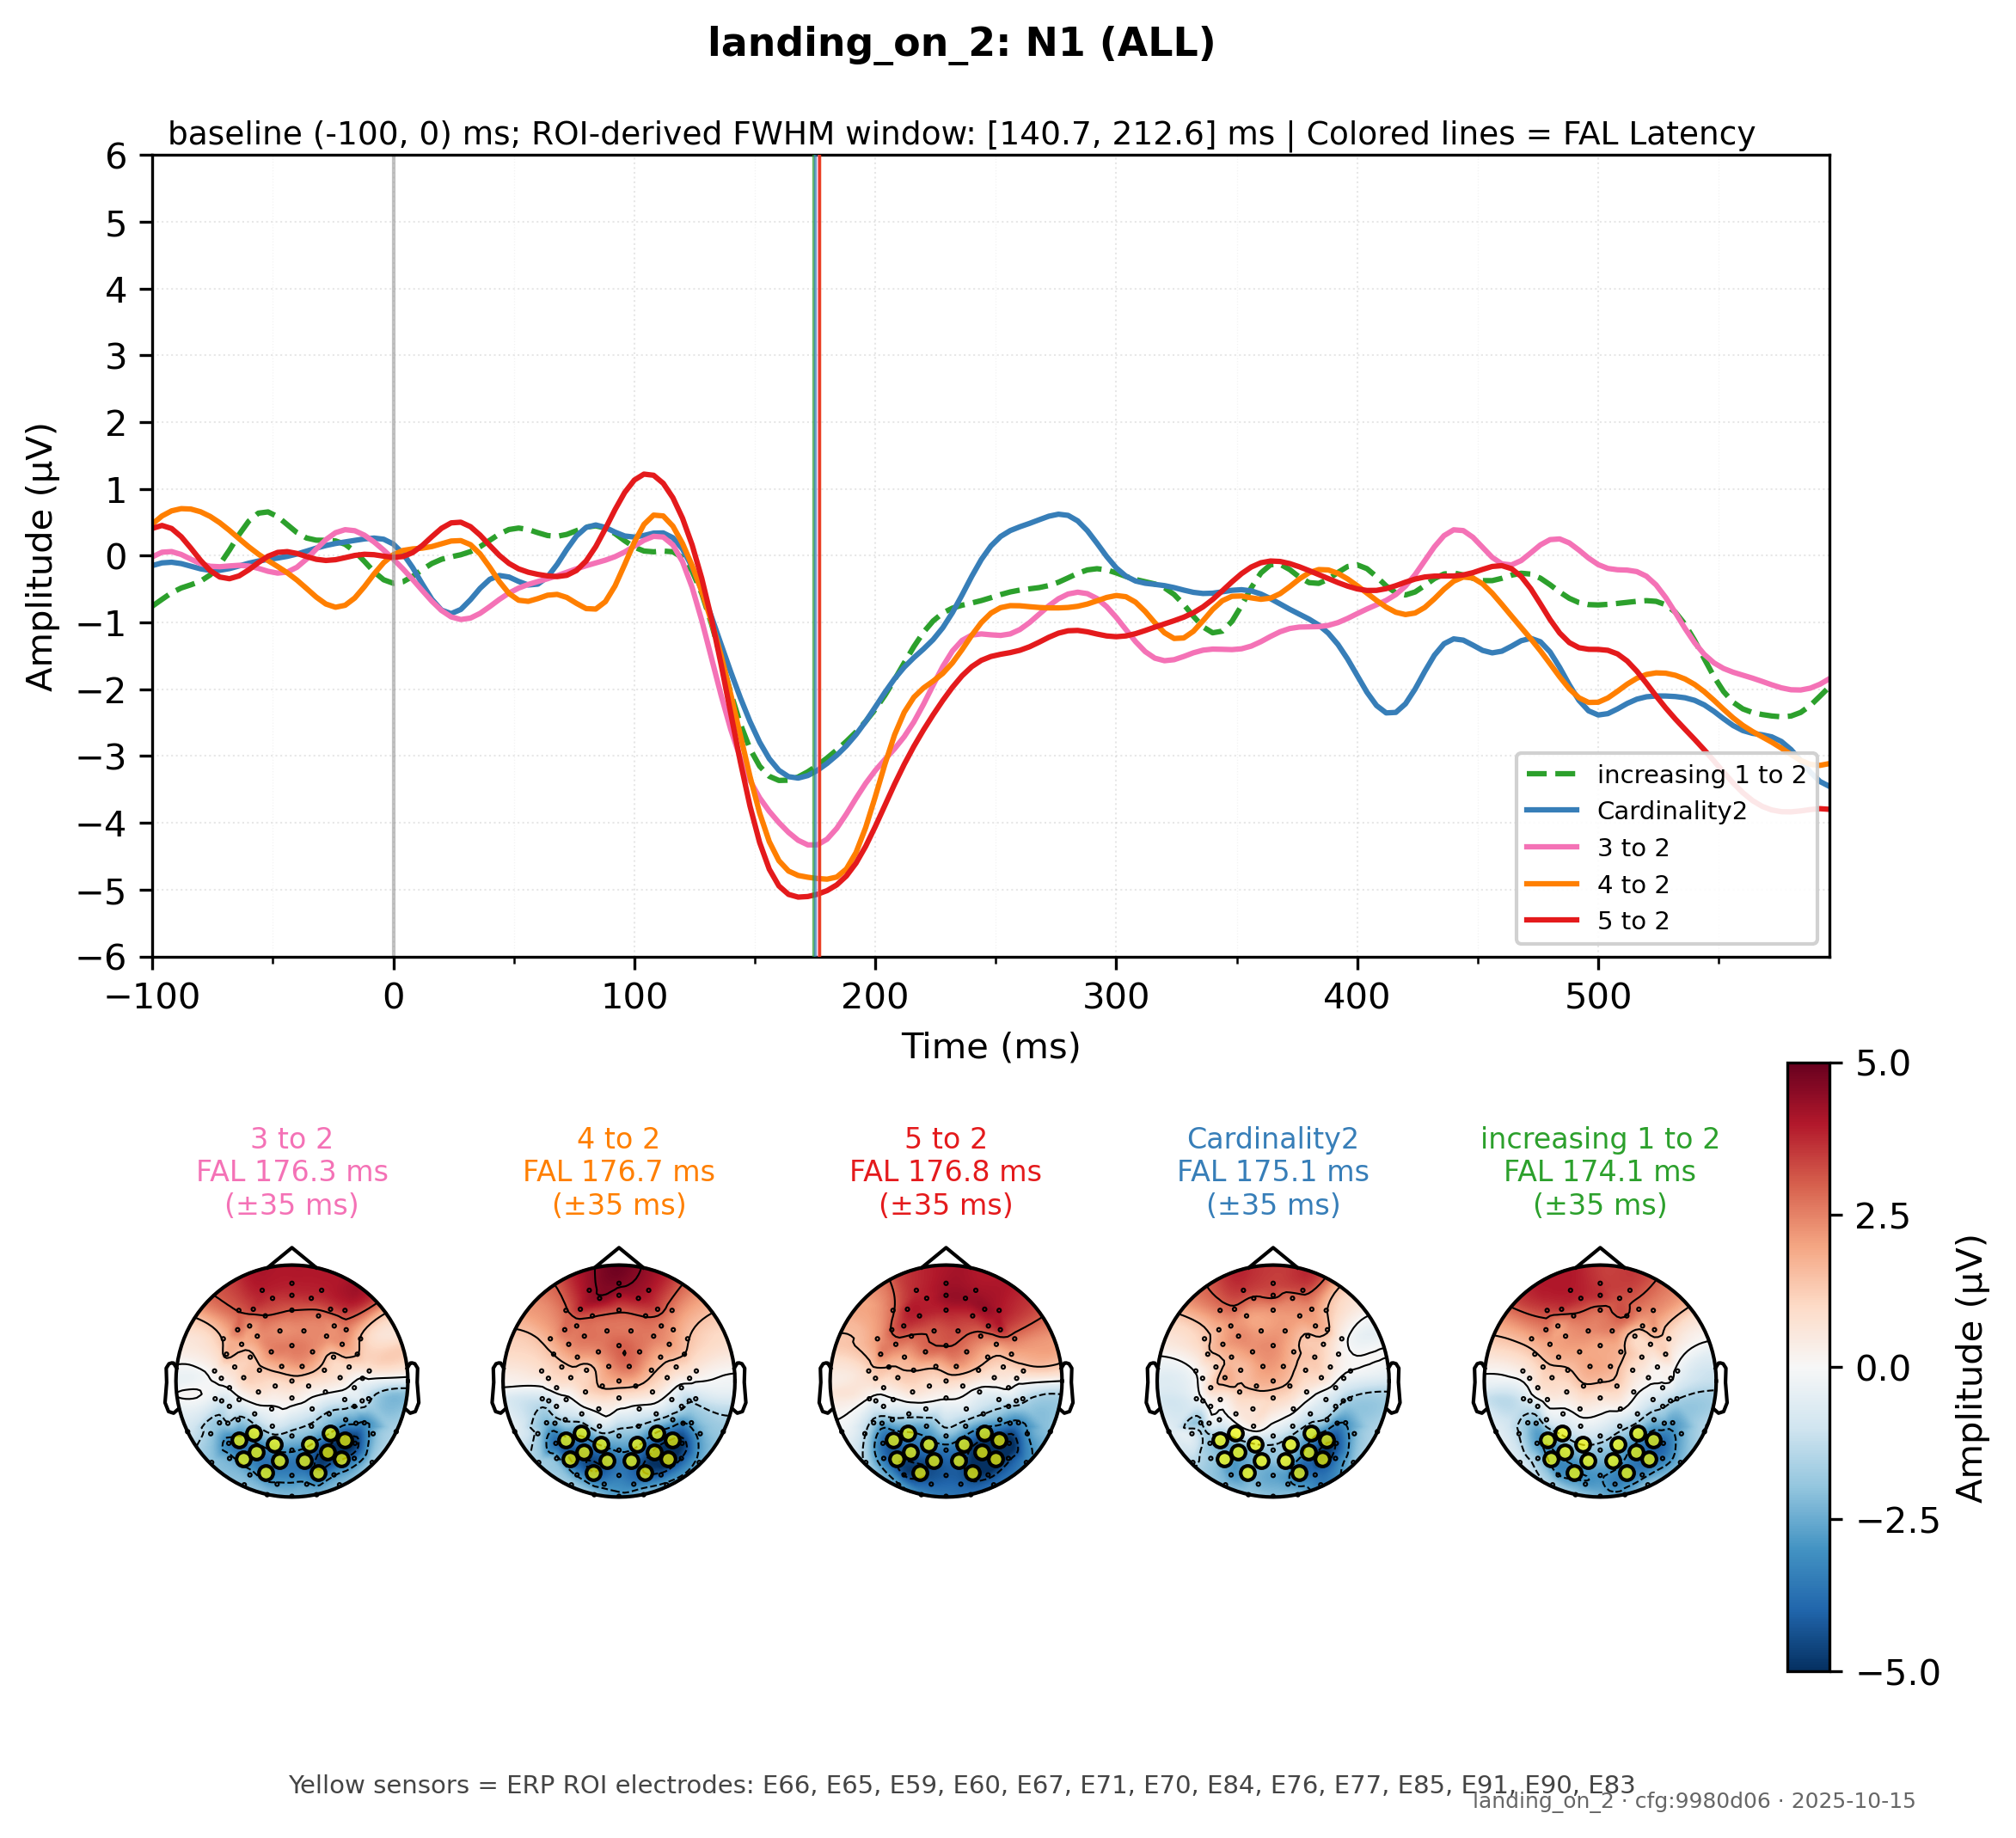 landing_on_2: N1 (ALL)
baseline (-100, 0) ms; ROI-derived FWHM window: [140.7, 212.6] ms | Colored lines = FAL Latency
6
5
4
3
2
1
0
−1
−2
−3
−4
−5
−6
Amplitude (µV)
increasing 1 to 2
Cardinality2
3 to 2
4 to 2
5 to 2
−100 0 100 200 300 400 500
Time (ms)
3 to 2
FAL 176.3 ms
(±35 ms)
4 to 2
FAL 176.7 ms
(±35 ms)
5 to 2
FAL 176.8 ms
(±35 ms)
Cardinality2
FAL 175.1 ms
(±35 ms)
increasing 1 to 2
FAL 174.1 ms
(±35 ms)
5.0
2.5
0.0
−2.5
−5.0
Amplitude (µV)
Yellow sensors = ERP ROI electrodes: E66, E65, E59, E60, E67, E71, E70, E84, E76, E77, E85, E91, E90, E83
landing_on_2 · cfg:9980d06 · 2025-10-15